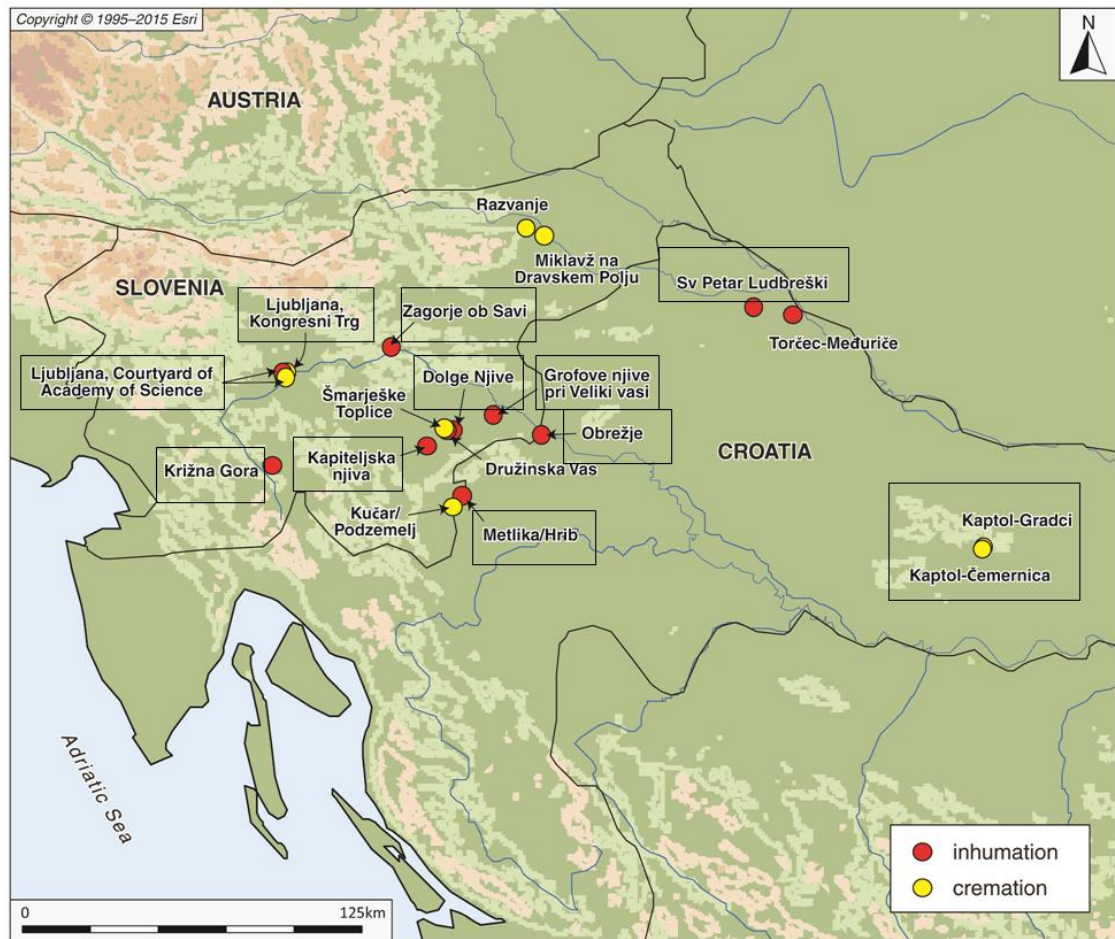 Copyright © 1995–2015 Esri
N
AUSTRIA
Razvanje
Miklavž na
Dravskem Polju
SLOVENIA
Sv Petar Ludbreški
Torčec-Međuriče
Ljubljana,
Kongresni Trg
Zagorje ob Savi
Ljubljana, Courtyard of
Academy of Science
Dolge Njive
Grofove njive
pri Veliki vasi
Šmarješke
Toplice
Obrežje
CROATIA
Križna Gora
Kapiteljska
njiva
Družinska Vas
Kučar/
Podzemelj
Metlika/Hrib
Kaptol-Gradci
Kaptol-Čemernica
Adriatic Sea
inhumation
cremation
0
125km